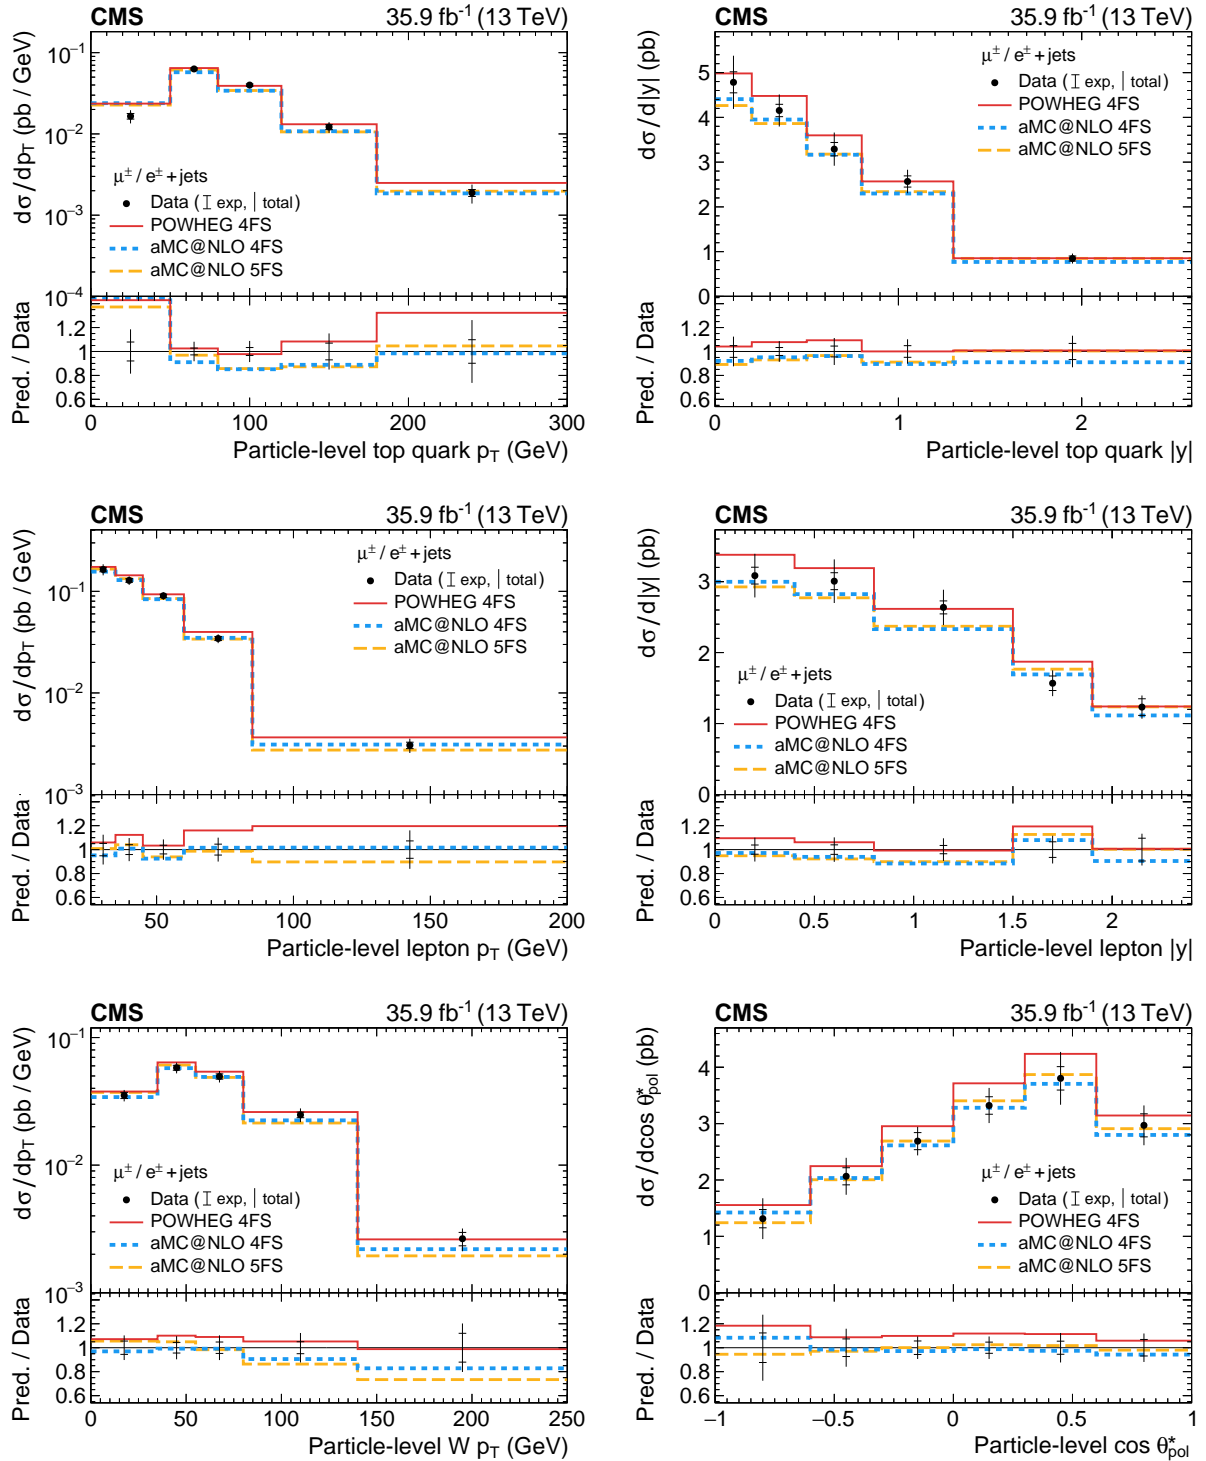 CMS 35.9 fb⁻¹ (13 TeV)
dσ/dp_T (pb / GeV)
10⁻¹
10⁻²
10⁻³
10⁻⁴
μ± / e± + jets
Data (I exp, | total)
POWHEG 4FS
aMC@NLO 4FS
aMC@NLO 5FS
Pred. / Data
1.2
1
0.8
0.6
0 100 200 300
Particle-level top quark p_T (GeV)
CMS 35.9 fb⁻¹ (13 TeV)
dσ/d|y| (pb)
5
4
3
2
1
0
μ± / e± + jets
Data (I exp, | total)
POWHEG 4FS
aMC@NLO 4FS
aMC@NLO 5FS
Pred. / Data
1.2
1
0.8
0.6
0 1 2
Particle-level top quark |y|
CMS 35.9 fb⁻¹ (13 TeV)
dσ/dp_T (pb / GeV)
10⁻¹
10⁻²
10⁻³
μ± / e± + jets
Data (I exp, | total)
POWHEG 4FS
aMC@NLO 4FS
aMC@NLO 5FS
Pred. / Data
1.2
1
0.8
0.6
50 100 150 200
Particle-level lepton p_T (GeV)
CMS 35.9 fb⁻¹ (13 TeV)
dσ/d|y| (pb)
3
2
1
0
μ± / e± + jets
Data (I exp, | total)
POWHEG 4FS
aMC@NLO 4FS
aMC@NLO 5FS
Pred. / Data
1.2
1
0.8
0.6
0 0.5 1 1.5 2
Particle-level lepton |y|
CMS 35.9 fb⁻¹ (13 TeV)
dσ/dp_T (pb / GeV)
10⁻¹
10⁻²
10⁻³
μ± / e± + jets
Data (I exp, | total)
POWHEG 4FS
aMC@NLO 4FS
aMC@NLO 5FS
Pred. / Data
1.2
1
0.8
0.6
0 50 100 150 200 250
Particle-level W p_T (GeV)
CMS 35.9 fb⁻¹ (13 TeV)
dσ/dcos θ*_pol (pb)
4
3
2
1
0
μ± / e± + jets
Data (I exp, | total)
POWHEG 4FS
aMC@NLO 4FS
aMC@NLO 5FS
Pred. / Data
1.2
1
0.8
0.6
−1 −0.5 0 0.5 1
Particle-level cos θ*_pol